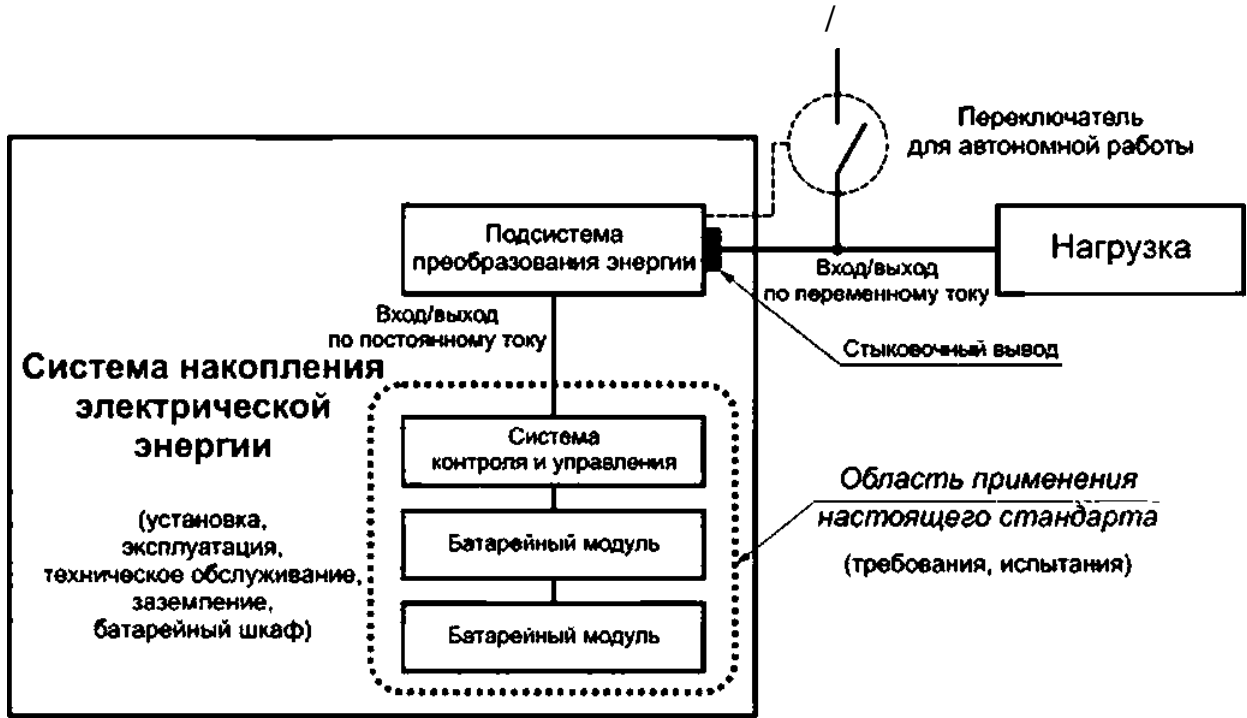 /
Переключатель
для автономной работы
Подсистема
преобразования энергии
Нагрузка
Вход/выход
по переменному току
Вход/выход
по постоянному току
Стыковочный вывод
Система накопления
электрической
энергии
Система
контроля и управления
Область применения
настоящего стандарта
(требования, испытания)
(установка,
эксплуатация,
техническое обслуживание,
заземление,
батарейный шкаф)
Батарейный модуль
Батарейный модуль